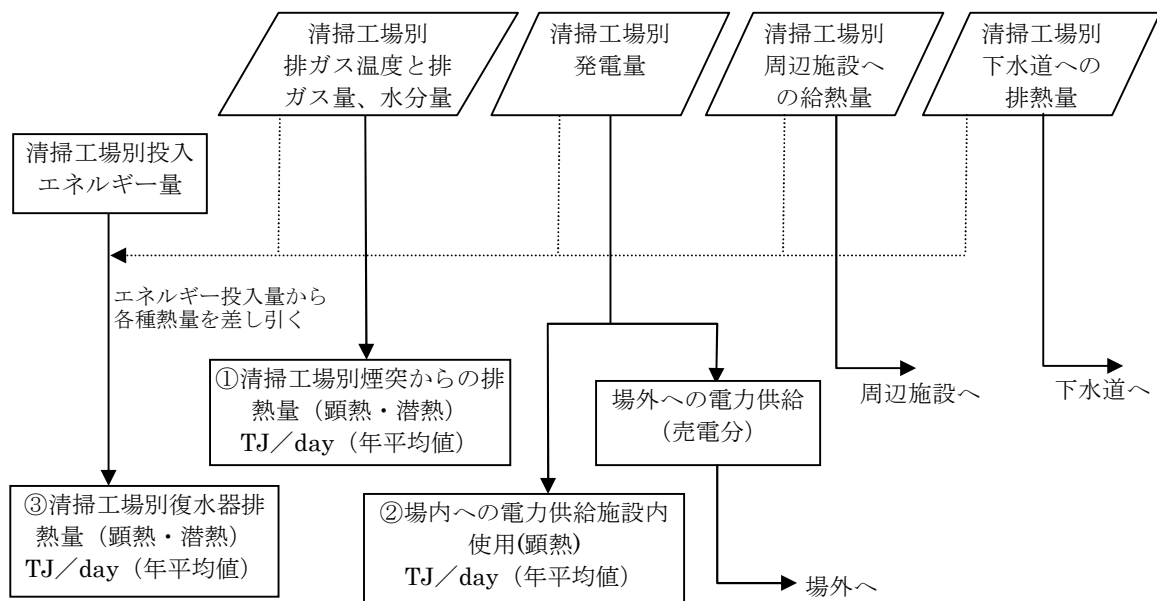 清掃工場別
排ガス温度と排
ガス量、水分量
清掃工場別
発電量
清掃工場別
周辺施設へ
の給熱量
清掃工場別
下水道への
排熱量
清掃工場別投入
エネルギー量
エネルギー投入量から
各種熱量を差し引く
①清掃工場別煙突からの排
熱量（顕熱・潜熱）
TJ／day（年平均値）
場外への電力供給
（売電分）
周辺施設へ
下水道へ
③清掃工場別復水器排
熱量（顕熱・潜熱）
TJ／day（年平均値）
②場内への電力供給施設内
使用(顕熱)
TJ／day（年平均値）
場外へ